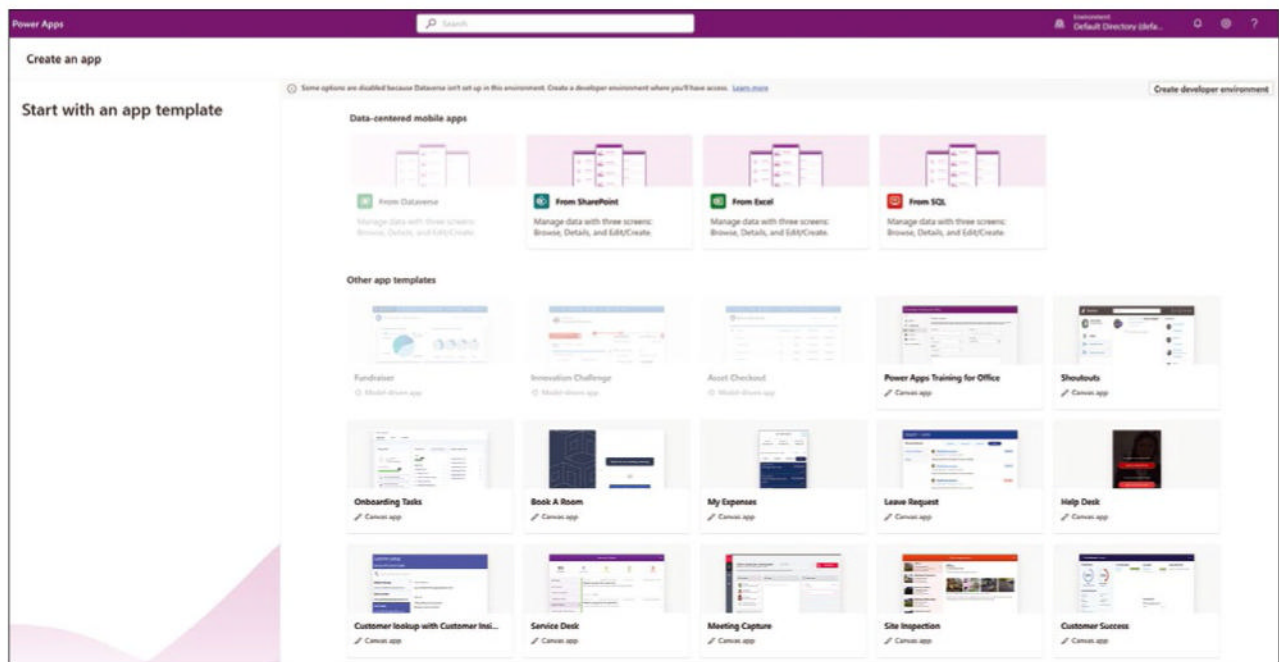 Power Apps
Search
Environment
Default Directory (defa...
?
Create an app
Start with an app template
Some options are disabled because Dataverse isn't set up in this environment. Create a developer environment where you'll have access. Learn more
Create developer environment
Data-centered mobile apps
From Dataverse
Manage data with three screens:
Browse, Details, and Edit/Create.
From SharePoint
Manage data with three screens:
Browse, Details, and Edit/Create.
From Excel
Manage data with three screens:
Browse, Details, and Edit/Create.
From SQL
Manage data with three screens:
Browse, Details, and Edit/Create.
Other app templates
Fundraiser
Model-driven app
Innovation Challenge
Model-driven app
Asset Checkout
Model-driven app
Power Apps Training for Office
Canvas app
Shoutouts
Canvas app
Onboarding Tasks
Canvas app
Book A Room
Canvas app
My Expenses
Canvas app
Leave Request
Canvas app
Help Desk
Canvas app
Customer lookup with Customer Insi...
Canvas app
Service Desk
Canvas app
Meeting Capture
Canvas app
Site Inspection
Canvas app
Customer Success
Canvas app